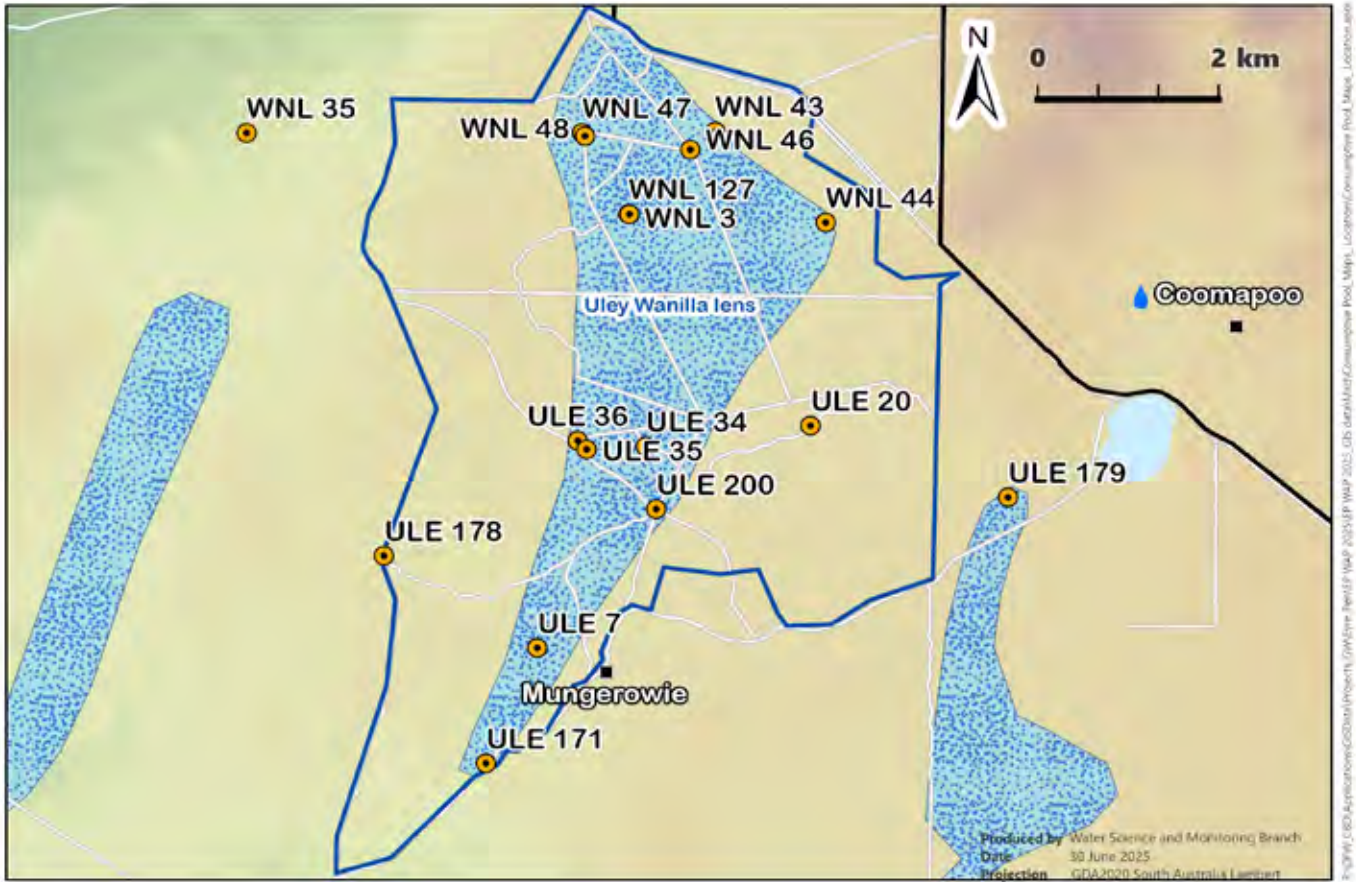 N
0 2 km
WNL 35
WNL 47
WNL 43
WNL 48
WNL 46
WNL 127
WNL 44
WNL 3
Coomapoo
Uley Wanilla lens
ULE 20
ULE 36
ULE 34
ULE 35
ULE 179
ULE 200
ULE 178
ULE 7
Mungerowie
ULE 171
Produced by Water Science and Monitoring Branch
Date 30 June 2025
Projection GDA2020 South Australia Lambert